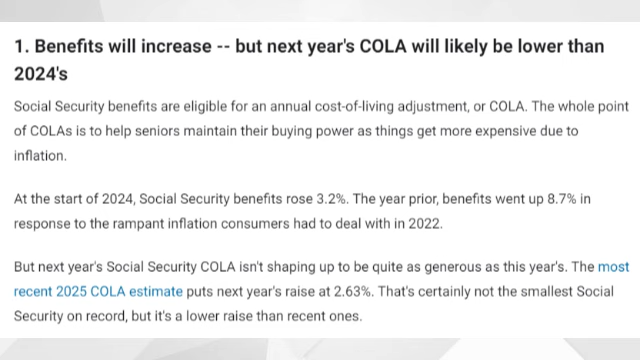 1. Benefits will increase -- but next year's COLA will likely be lower than
2024's
Social Security benefits are eligible for an annual cost-of-living adjustment, or COLA. The whole point
of COLAs is to help seniors maintain their buying power as things get more expensive due to
inflation.
At the start of 2024, Social Security benefits rose 3.2%. The year prior, benefits went up 8.7% in
response to the rampant inflation consumers had to deal with in 2022.
But next year's Social Security COLA isn't shaping up to be quite as generous as this year's. The most
recent 2025 COLA estimate puts next year's raise at 2.63%. That's certainly not the smallest Social
Security on record, but it's a lower raise than recent ones.